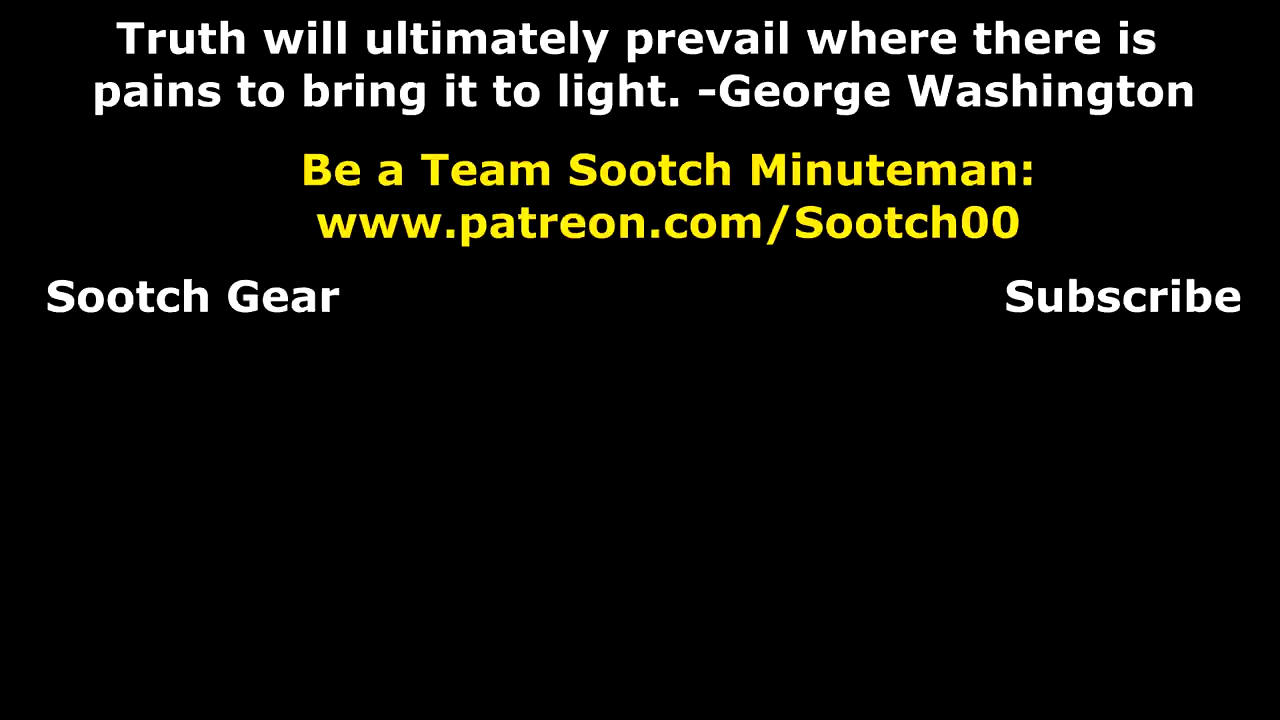 Truth will ultimately prevail where there is
pains to bring it to light. -George Washington
Be a Team Sootch Minuteman:
www.patreon.com/Sootch00
Sootch Gear
Subscribe